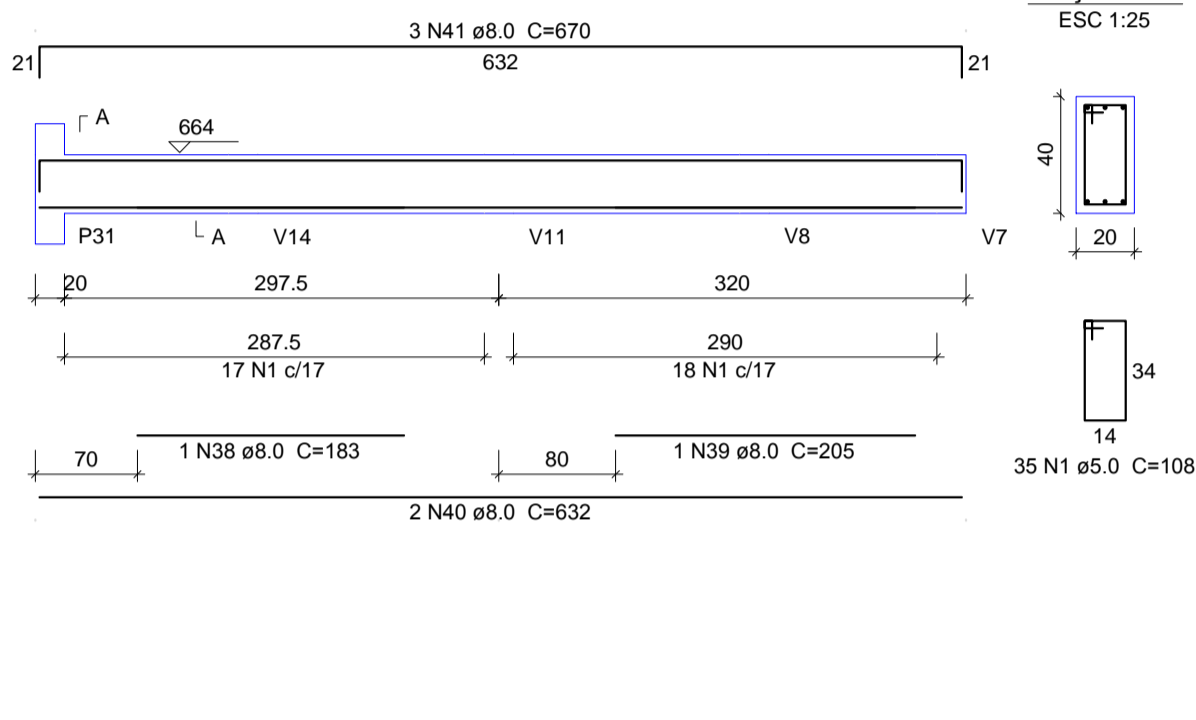 ESC 1:25
3 N41 ø8.0 C=670
21 632 21
A
664
40
P31 A V14 V11 V8 V7
20
20 297.5 320
287.5 290
17 N1 c/17 18 N1 c/17
34
14
70 1 N38 ø8.0 C=183 80 1 N39 ø8.0 C=205
35 N1 ø5.0 C=108
2 N40 ø8.0 C=632